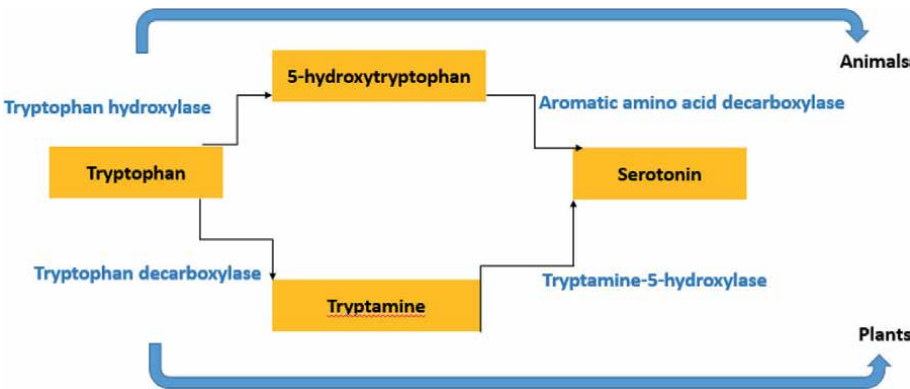 Animals
5-hydroxytryptophan
Tryptophan hydroxylase
Aromatic amino acid decarboxylase
Tryptophan
Serotonin
Tryptophan decarboxylase
Tryptamine-5-hydroxylase
Tryptamine
Plants